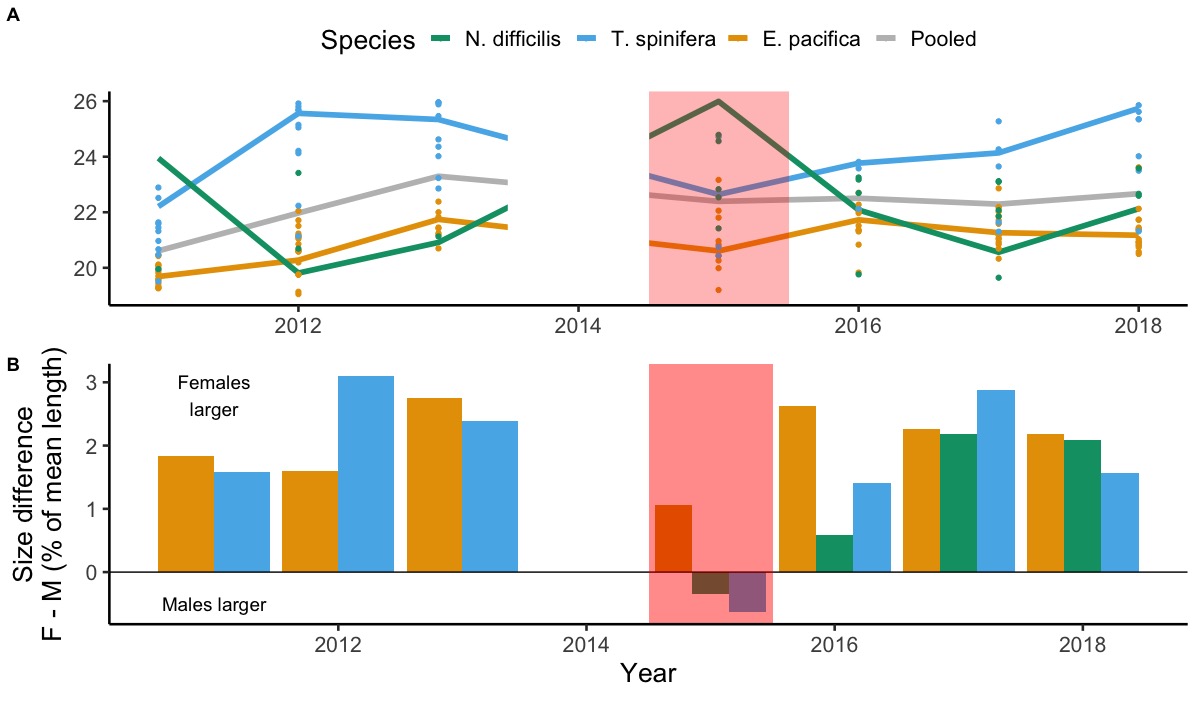 A
Species N. difficilis T. spinifera E. pacifica Pooled
26
24
22
20
2012 2014 2016 2018
B
Size difference
F - M (% of mean length)
3
2
1
0
Females
larger
Males larger
2012 2014 2016 2018
Year